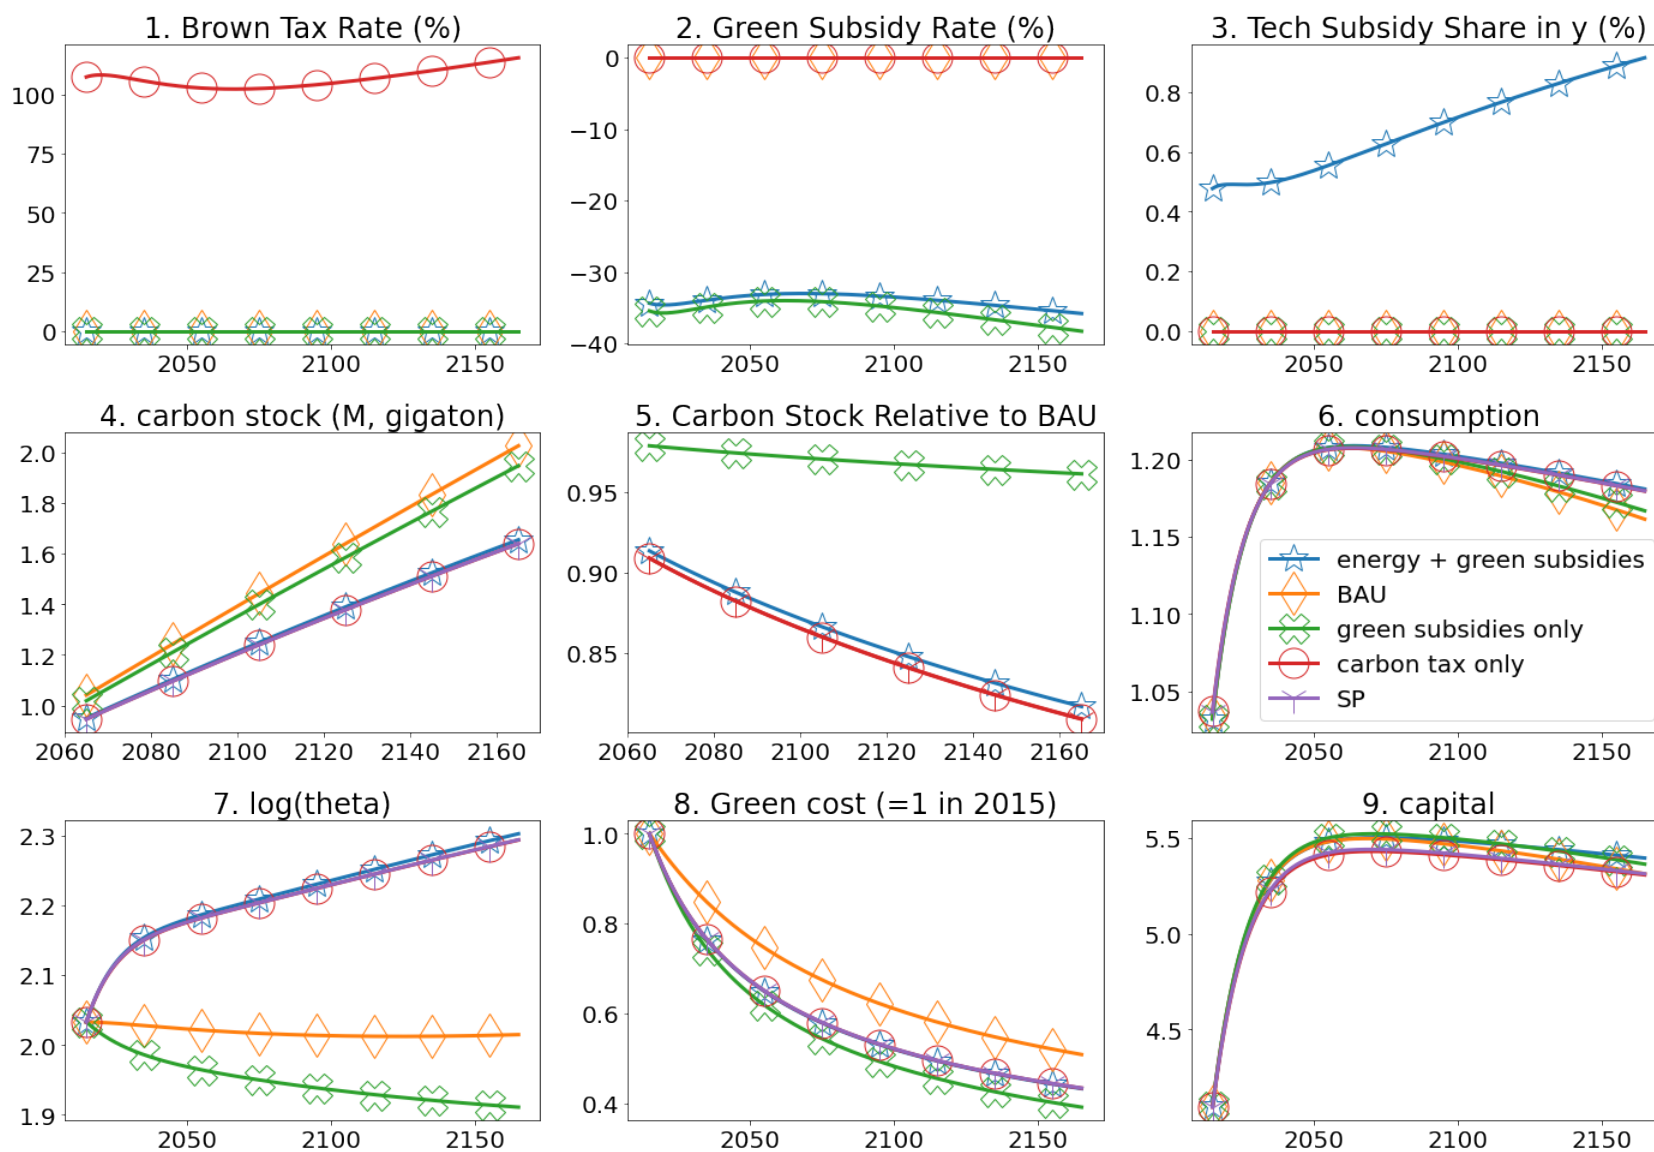 1. Brown Tax Rate (%)
100
75
50
25
0
2050 2100 2150
2. Green Subsidy Rate (%)
0
−10
−20
−30
−40
2050 2100 2150
3. Tech Subsidy Share in y (%)
0.8
0.6
0.4
0.2
0.0
2050 2100 2150
4. carbon stock (M, gigaton)
2.0
1.8
1.6
1.4
1.2
1.0
2060 2080 2100 2120 2140 2160
5. Carbon Stock Relative to BAU
0.95
0.90
0.85
2060 2080 2100 2120 2140 2160
6. consumption
1.20
1.15
1.10
1.05
energy + green subsidies
BAU
green subsidies only
carbon tax only
SP
2050 2100 2150
7. log(theta)
2.3
2.2
2.1
2.0
1.9
2050 2100 2150
8. Green cost (=1 in 2015)
1.0
0.8
0.6
0.4
2050 2100 2150
9. capital
5.5
5.0
4.5
2050 2100 2150